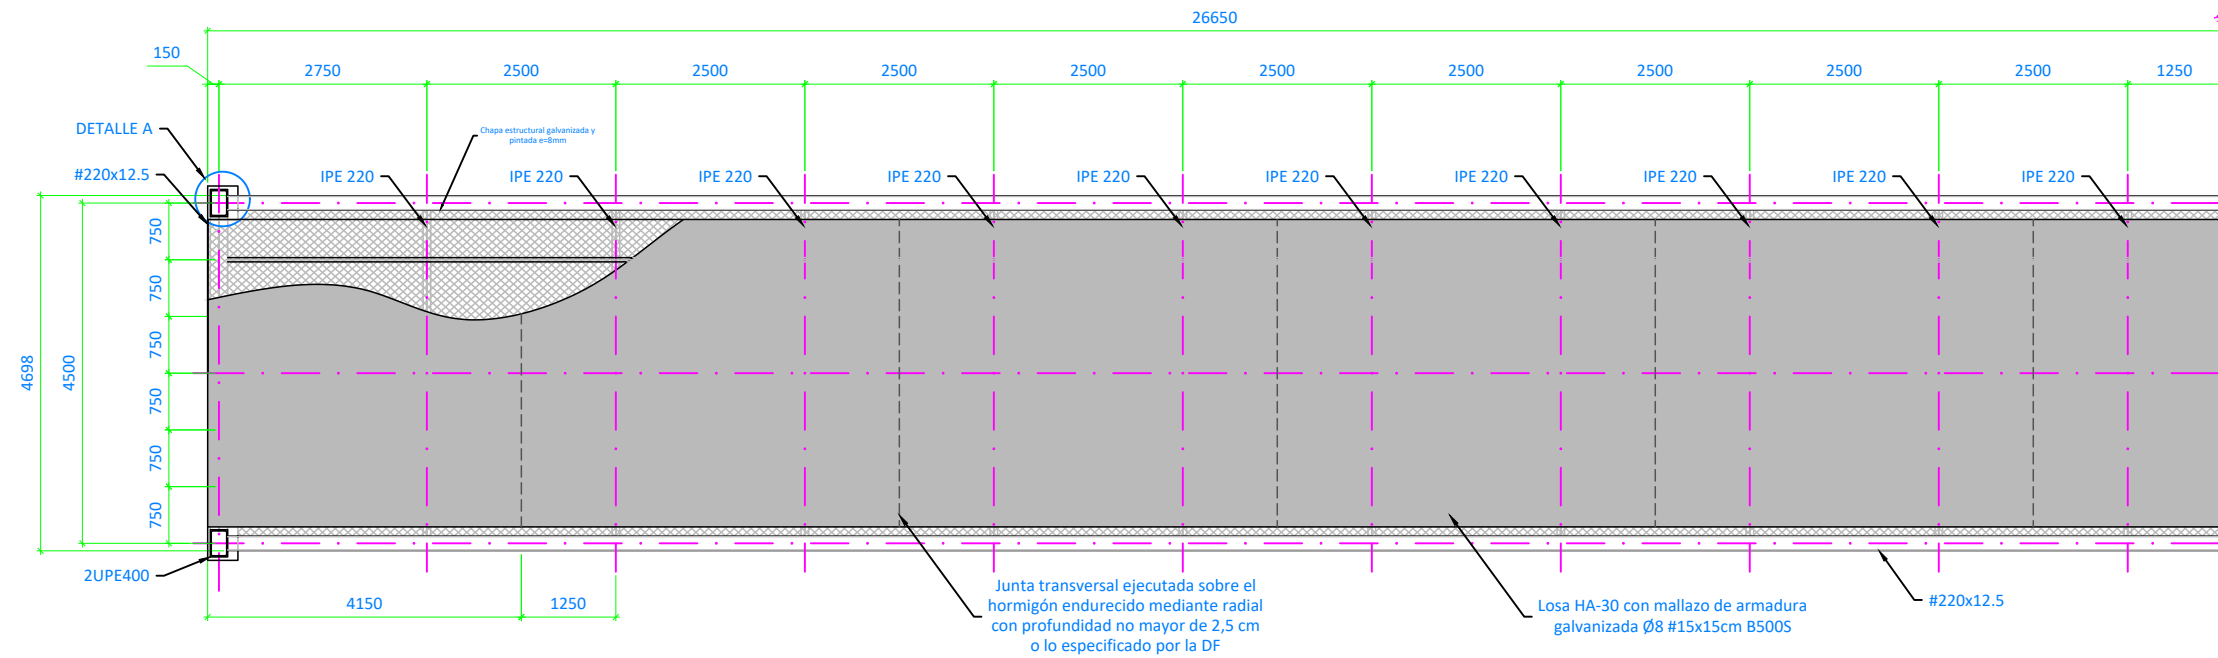 26650
150
2750
2500
2500
2500
2500
2500
2500
2500
2500
2500
1250
DETALLE A
Chapa estructural galvanizada y
pintada e=8mm
#220x12.5
IPE 220
IPE 220
IPE 220
IPE 220
IPE 220
IPE 220
IPE 220
IPE 220
IPE 220
IPE 220
4698
4500
750
750
750
750
750
750
2UPE400
4150
1250
Junta transversal ejecutada sobre el
hormigón endurecido mediante radial
con profundidad no mayor de 2,5 cm
o lo especificado por la DF
Losa HA-30 con mallazo de armadura
galvanizada Ø8 #15x15cm B500S
#220x12.5